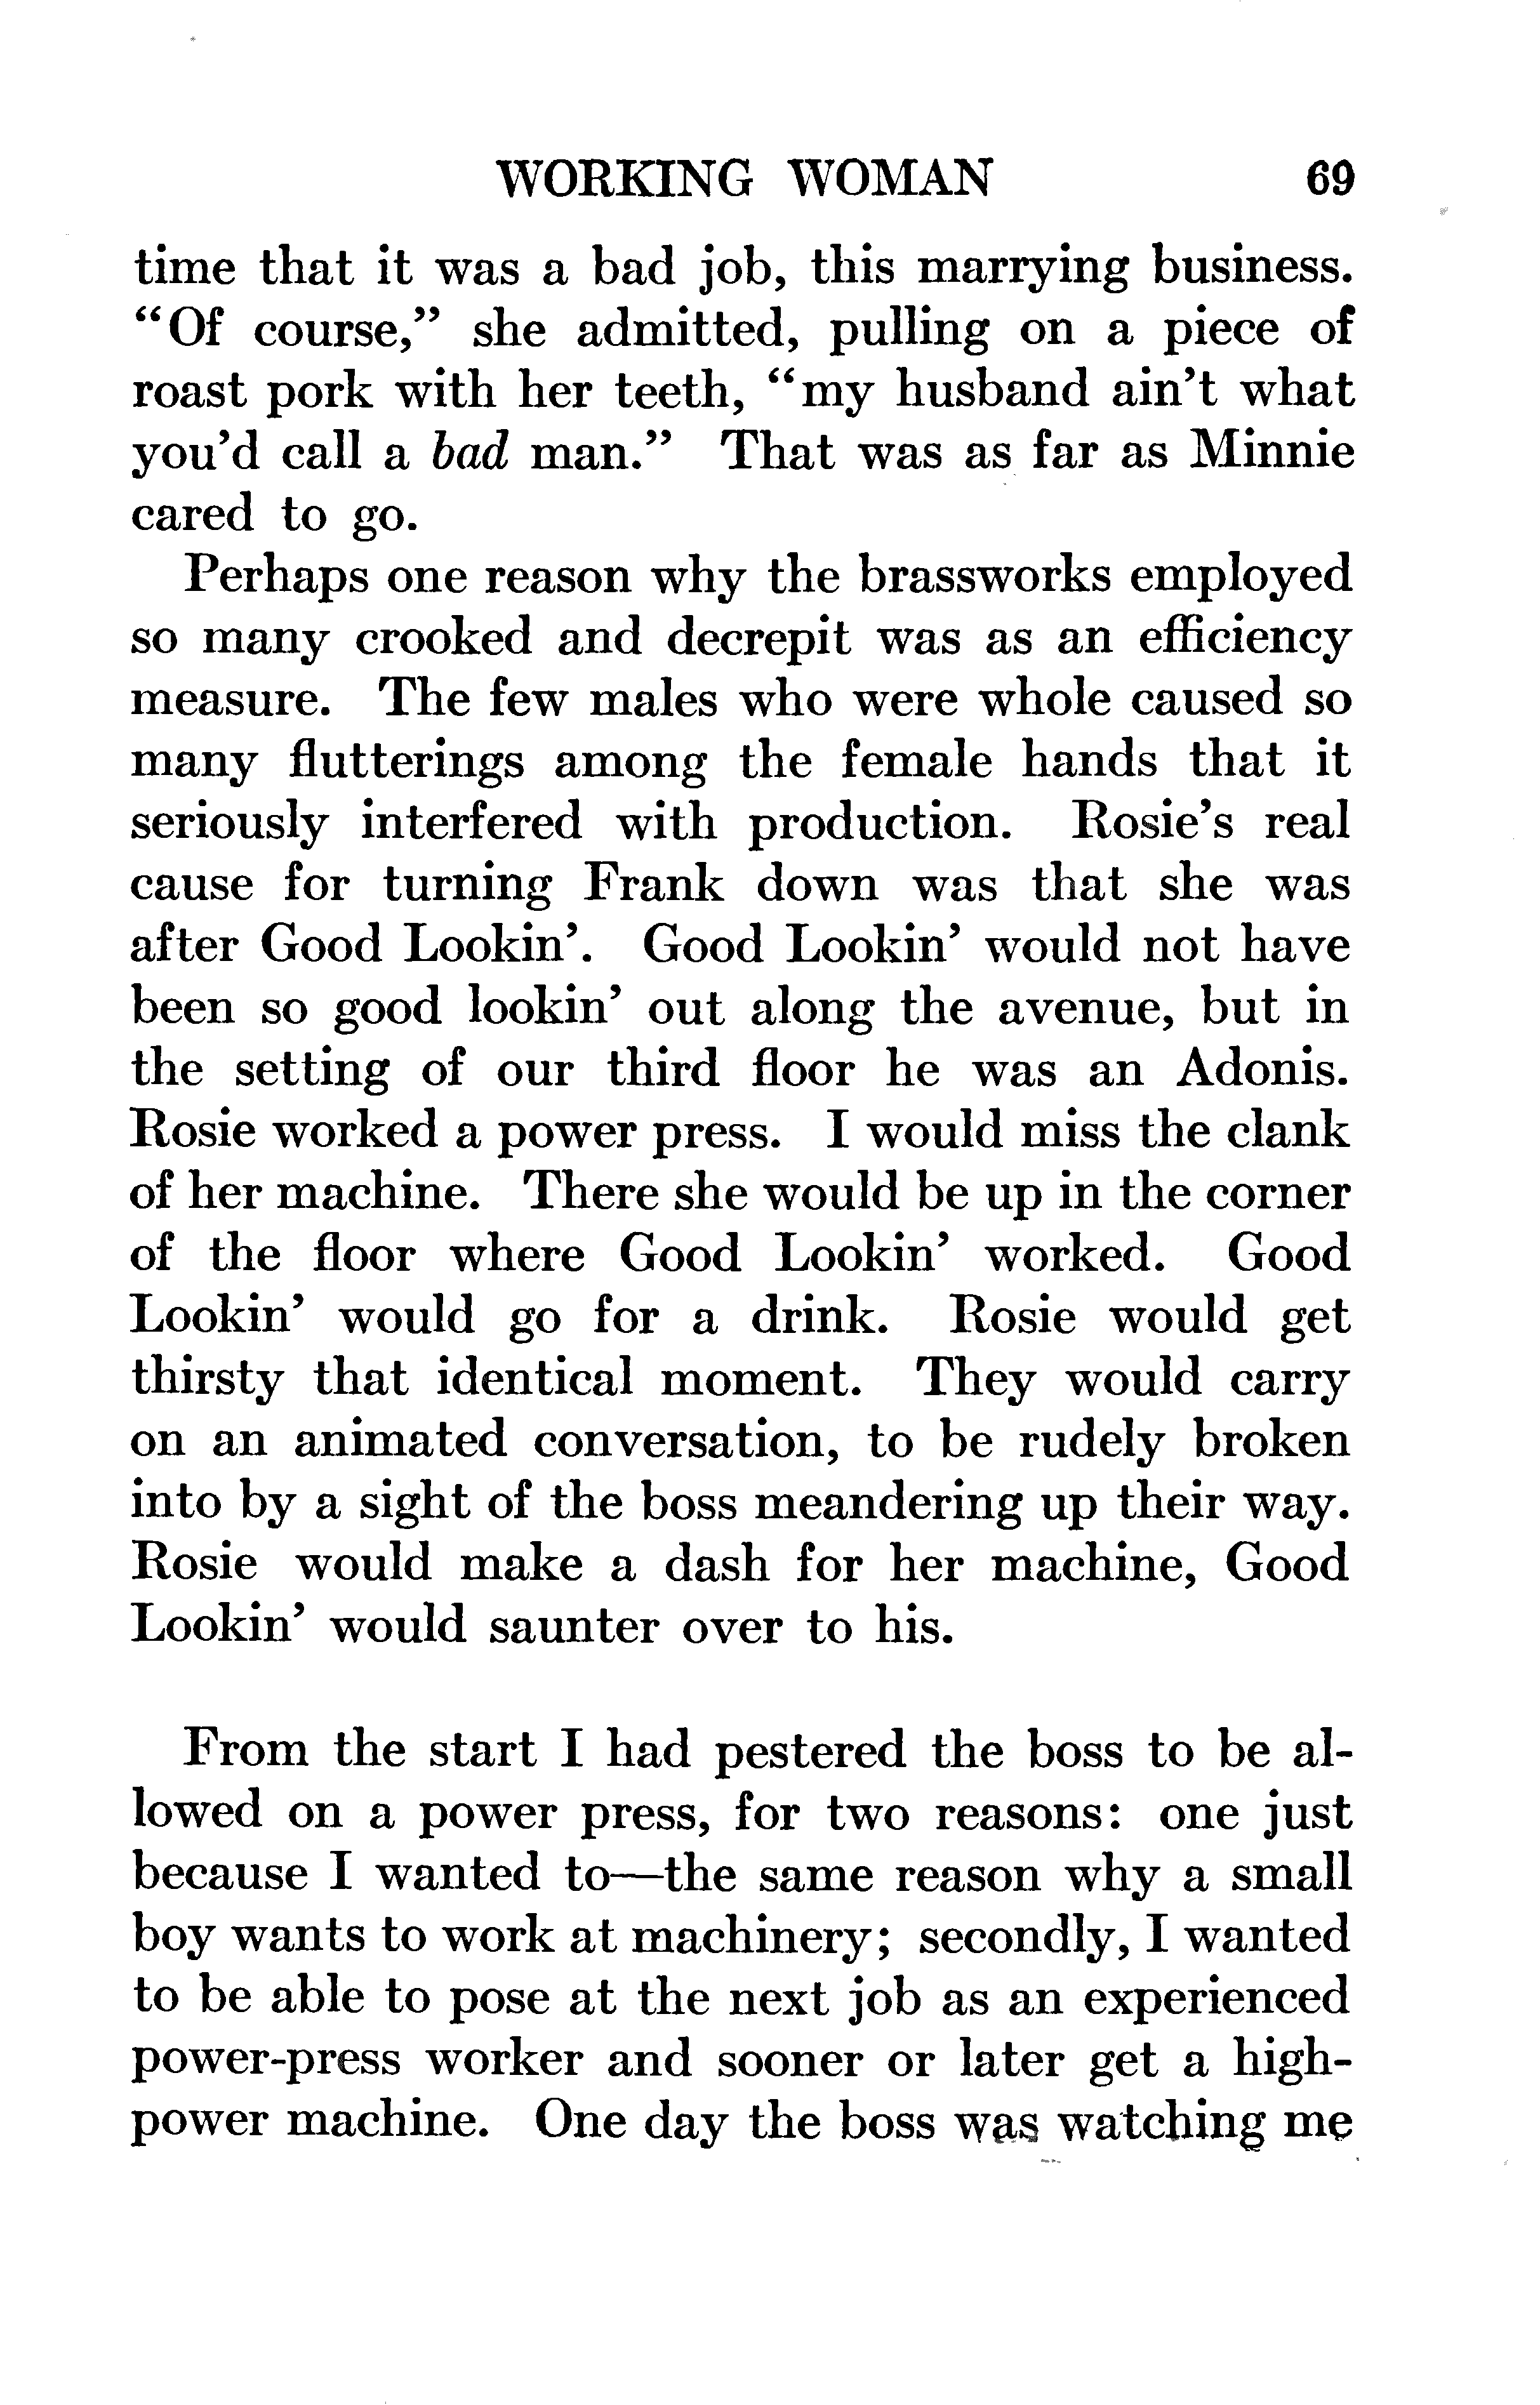 WORKING WOMAN 69
time that it was a bad job, this marrying business.
“Of course,” she admitted, pulling on a piece of
roast pork with her teeth, “my husband ain’t what
you’d call a bad man.” That was as far as Minnie
cared to go.
Perhaps one reason why the brassworks employed
so many crooked and decrepit was as an efficiency
measure. The few males who were whole caused so
many flutterings among the female hands that it
seriously interfered with production. Rosie’s real
cause for turning Frank down was that she was
after Good Lookin’. Good Lookin’ would not have
been so good lookin’ out along the avenue, but in
the setting of our third floor he was an Adonis.
Rosie worked a power press. I would miss the clank
of her machine. There she would be up in the corner
of the floor where Good Lookin’ worked. Good
Lookin’ would go for a drink. Rosie would get
thirsty that identical moment. They would carry
on an animated conversation, to be rudely broken
into by a sight of the boss meandering up their way.
Rosie would make a dash for her machine, Good
Lookin’ would saunter over to his.
From the start I had pestered the boss to be al-
lowed on a power press, for two reasons: one just
because I wanted to—the same reason why a small
boy wants to work at machinery; secondly, I wanted
to be able to pose at the next job as an experienced
power-press worker and sooner or later get a high-
power machine. One day the boss was watching me